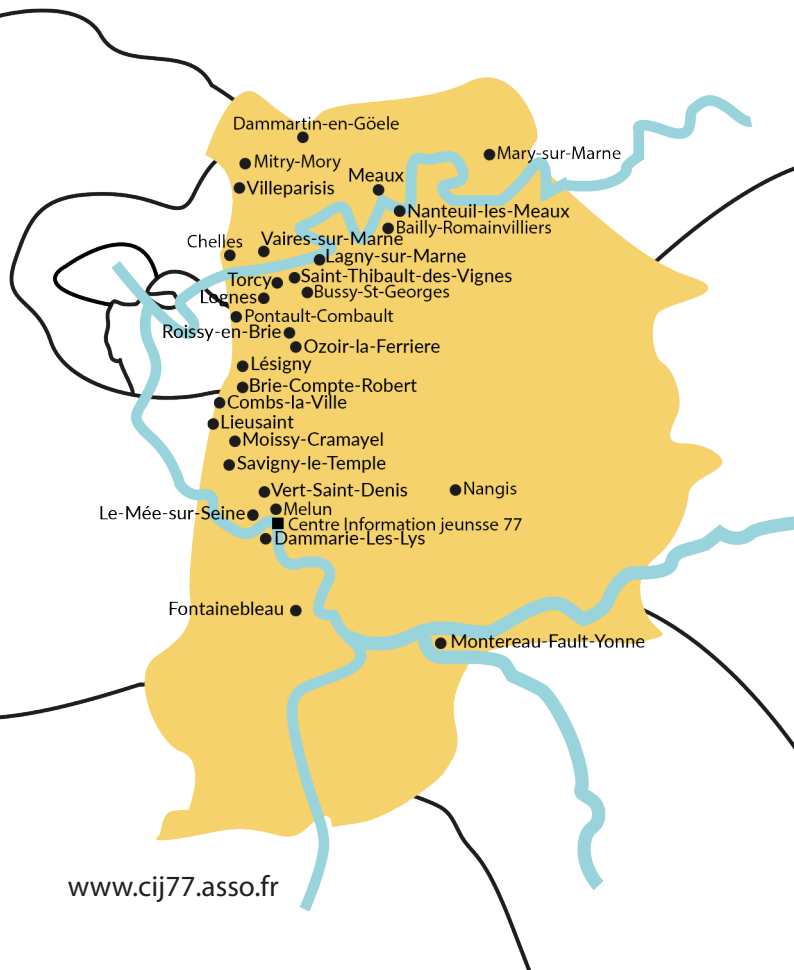 Dammartin-en-Göele
Mary-sur-Marne
Mitry-Mory
Meaux
Villeparisis
Nanteuil-les-Meaux
Bailly-Romainvilliers
Vaires-sur-Marne
Chelles
Lagny-sur-Marne
Saint-Thibault-des-Vignes
Torcy
Bussy-St-Georges
Lognes
Pontault-Combault
Roissy-en-Brie
Ozoir-la-Ferriere
Lésigny
Brie-Compte-Robert
Combs-la-Ville
Lieusaint
Moissy-Cramayel
Savigny-le-Temple
Vert-Saint-Denis
Nangis
Melun
Le-Mée-sur-Seine
Centre Information jeunsse 77
Dammarie-Les-Lys
Fontainebleau
Montereau-Fault-Yonne
www.cij77.asso.fr